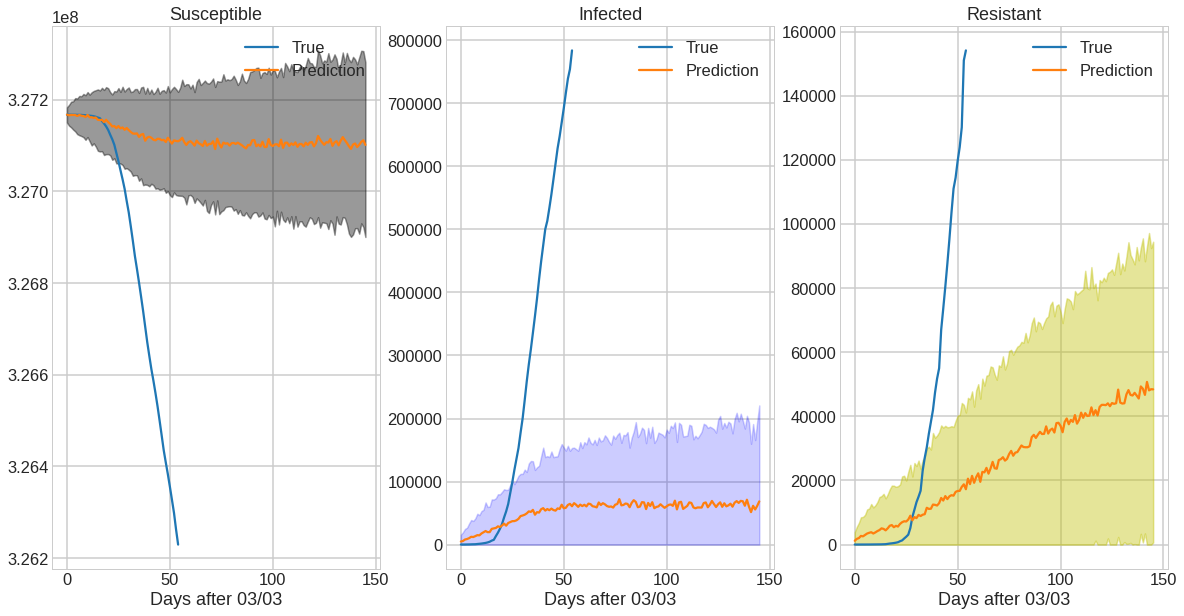 Susceptible
1e8
True
Prediction
3.272
3.270
3.268
3.266
3.264
3.262
0
50
100
150
Days after 03/03
Infected
True
Prediction
800000
700000
600000
500000
400000
300000
200000
100000
0
0
50
100
150
Days after 03/03
Resistant
True
Prediction
160000
140000
120000
100000
80000
60000
40000
20000
0
0
50
100
150
Days after 03/03